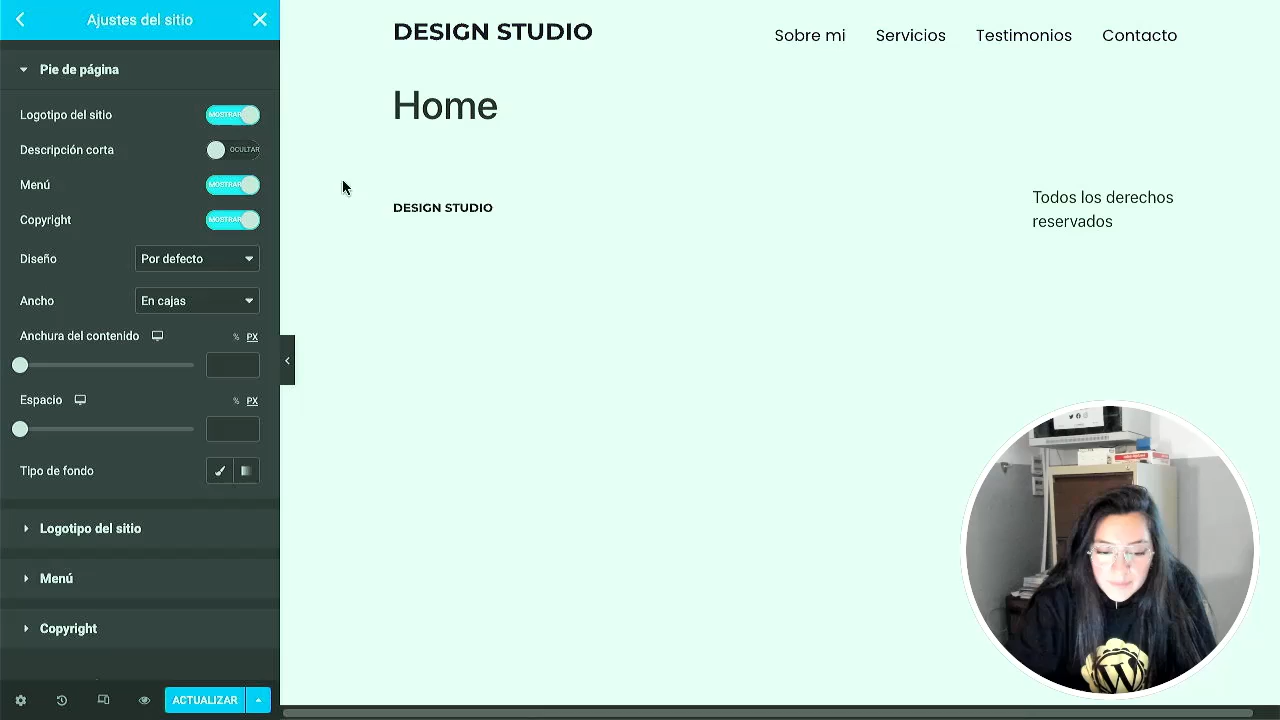 Ajustes del sitio
Pie de página
Logotipo del sitio
MOSTRAR
Descripción corta
OCULTAR
Menú
MOSTRAR
Copyright
MOSTRAR
Diseño
Por defecto
Ancho
En cajas
Anchura del contenido
% PX
Espacio
% PX
Tipo de fondo
Logotipo del sitio
Menú
Copyright
ACTUALIZAR
DESIGN STUDIO
Sobre mi
Servicios
Testimonios
Contacto
Home
DESIGN STUDIO
Todos los derechos
reservados